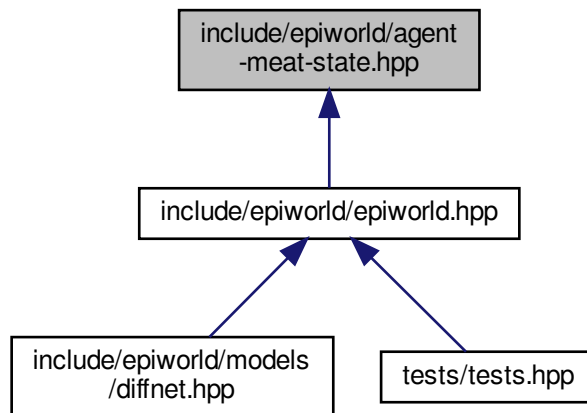 include/epiworld/agent
-meat-state.hpp
include/epiworld/epiworld.hpp
include/epiworld/models
/diffnet.hpp
tests/tests.hpp